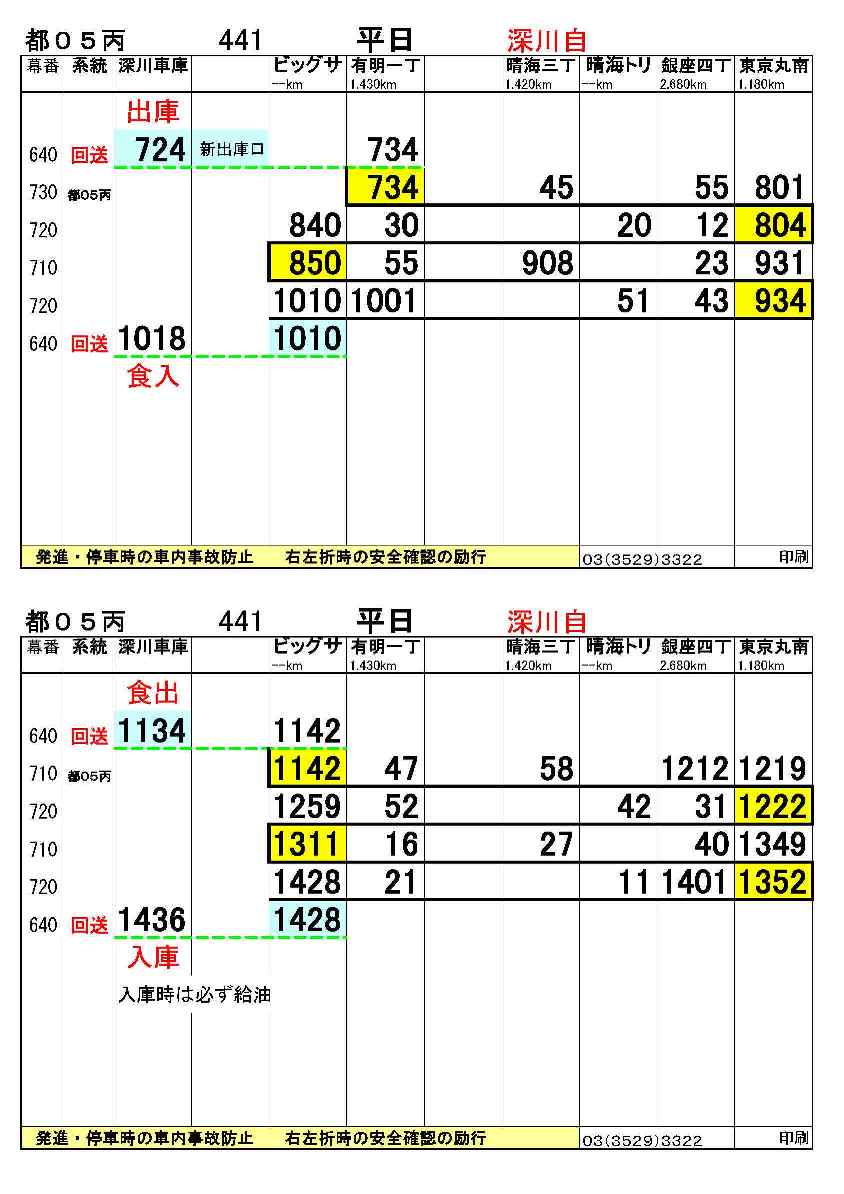 都０５丙 441 平日 深川自
幕番 系統 深川車庫 ビッグサ 有明一丁 晴海三丁 晴海トリ 銀座四丁 東京丸南
--km 1.430km 1.420km --km 2.680km 1.180km
出庫
640 回送 724 新出庫口 734
730 都05丙 734 45 55 801
720 840 30 20 12 804
710 850 55 908 23 931
720 1010 1001 51 43 934
640 回送 1018 1010
食入
発進・停車時の車内事故防止 右左折時の安全確認の励行 03(3529)3322 印刷
都０５丙 441 平日 深川自
幕番 系統 深川車庫 ビッグサ 有明一丁 晴海三丁 晴海トリ 銀座四丁 東京丸南
--km 1.430km 1.420km --km 2.680km 1.180km
食出
640 回送 1134 1142
710 都05丙 1142 47 58 1212 1219
720 1259 52 42 31 1222
710 1311 16 27 40 1349
720 1428 21 11 1401 1352
640 回送 1436 1428
入庫
入庫時は必ず給油
発進・停車時の車内事故防止 右左折時の安全確認の励行 03(3529)3322 印刷